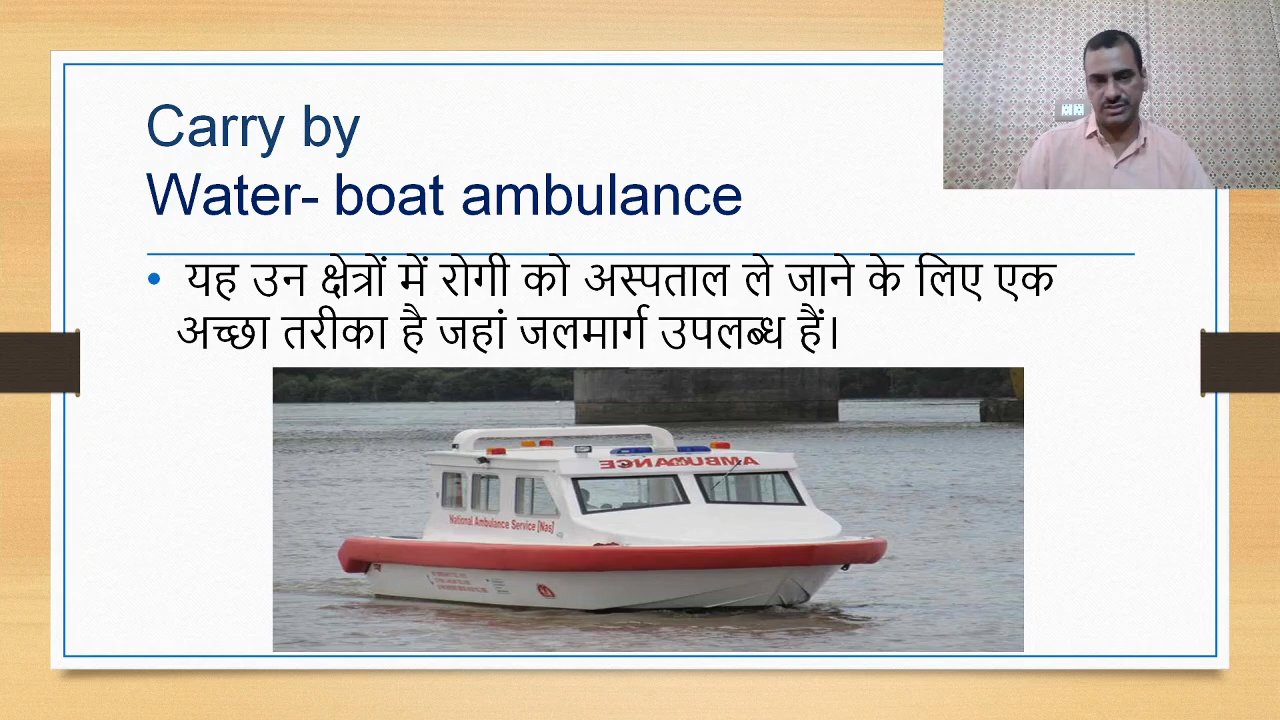 Carry by
Water- boat ambulance
• यह उन क्षेत्रों में रोगी को अस्पताल ले जाने के लिए एक
अच्छा तरीका है जहां जलमार्ग उपलब्ध हैं।
AMBULANCE
National Ambulance Service [Nas]